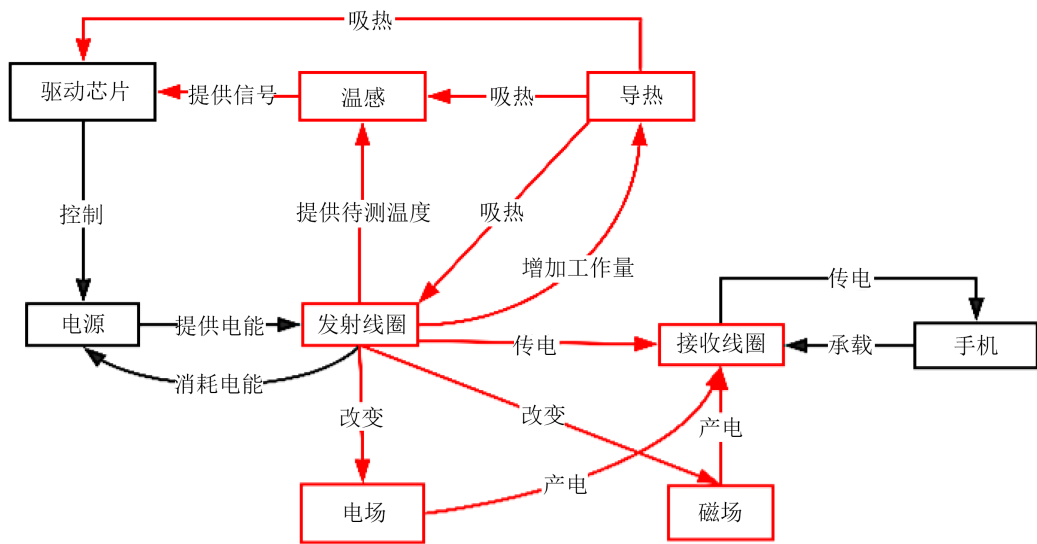 吸热
驱动芯片
提供信号
温感
吸热
导热
控制
提供待测温度
吸热
增加工作量
电源
提供电能
发射线圈
传电
接收线圈
传电
承载
手机
消耗电能
改变
改变
产电
产电
电场
磁场